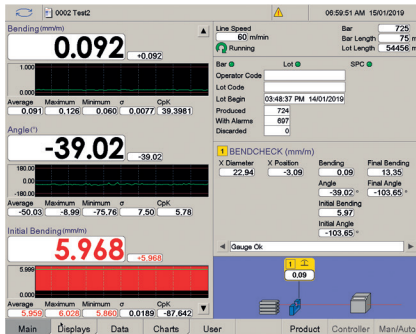 0002 Test2
06:59:51 AM 15/01/2019
Bending(mm/m)
0.092
+0.092
1.000
0.000
Average Maximum Minimum σ CpK
0.091 0.126 0.060 0.0077 39.3981
Angle(°)
-39.02
-39.02
180.00
0.00
-180.00
Average Maximum Minimum σ CpK
-50.03 -8.99 -75.76 7.50 5.78
Initial Bending(mm/m)
5.968
-5.968
5.999
0.000
Average Maximum Minimum σ CpK
5.959 6.028 5.860 0.0189 -87.642
Line Speed
60 m/min
Running
Bar 725
Bar Length 75 m
Lot Length 54456 m
Bar Lot SPC
Operator Code
Lot Code
Lot Begin 03:48:37 PM 14/01/2019
Produced 724
With Alarms 697
Discarded 0
1 BENDCHECK (mm/m)
X Diameter X Position Bending Final Bending
22.94 -3.09 0.09 13.35
Angle Final Angle
-39.02 ° -103.65 °
Initial Bending
5.97
Initial Angle
-103.65 °
Gauge Ok
1
0.09
Main Displays Data Charts User Product Controller Man/Auto